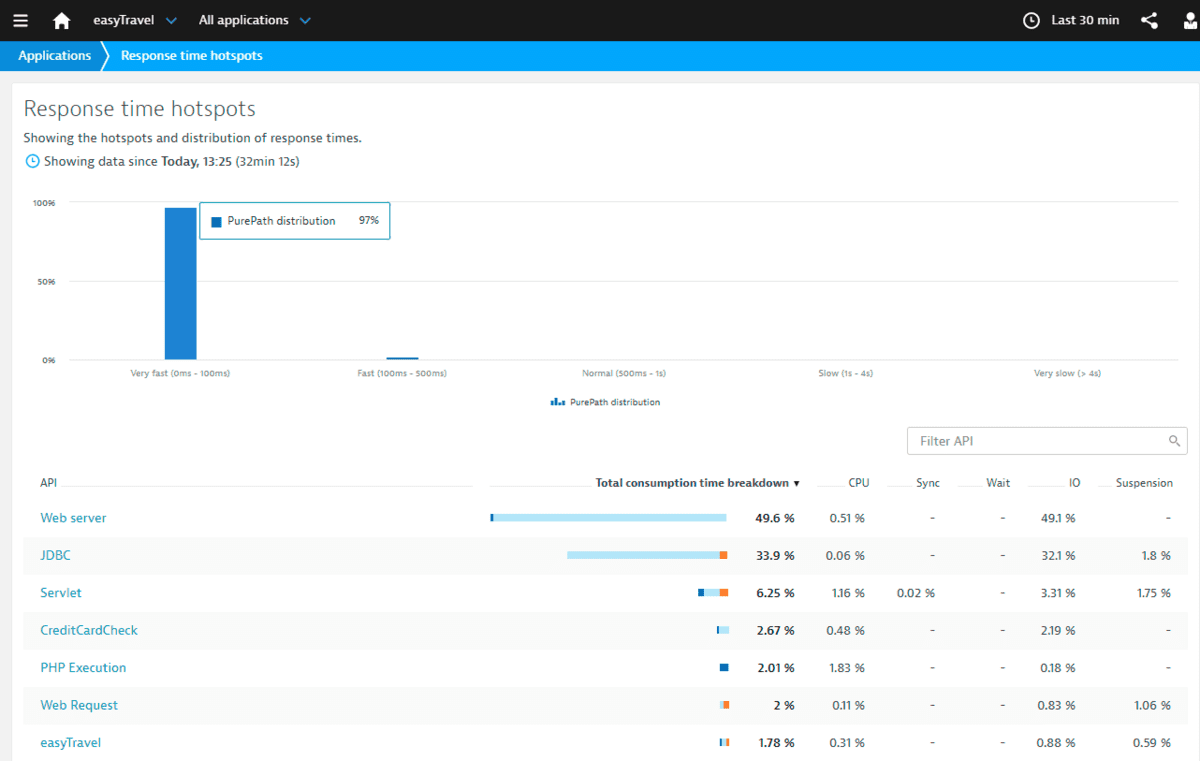 easyTravel All applications Last 30 min
Applications Response time hotspots
Response time hotspots
Showing the hotspots and distribution of response times.
Showing data since Today, 13:25 (32min 12s)
100%
PurePath distribution 97%
50%
0%
Very fast (0ms - 100ms) Fast (100ms - 500ms) Normal (500ms - 1s) Slow (1s - 4s) Very slow (> 4s)
PurePath distribution
Filter API
API Total consumption time breakdown ▼ CPU Sync Wait IO Suspension
Web server 49.6 % 0.51 % - - 49.1 % -
JDBC 33.9 % 0.06 % - - 32.1 % 1.8 %
Servlet 6.25 % 1.16 % 0.02 % - 3.31 % 1.75 %
CreditCardCheck 2.67 % 0.48 % - - 2.19 % -
PHP Execution 2.01 % 1.83 % - - 0.18 % -
Web Request 2 % 0.11 % - - 0.83 % 1.06 %
easyTravel 1.78 % 0.31 % - - 0.88 % 0.59 %